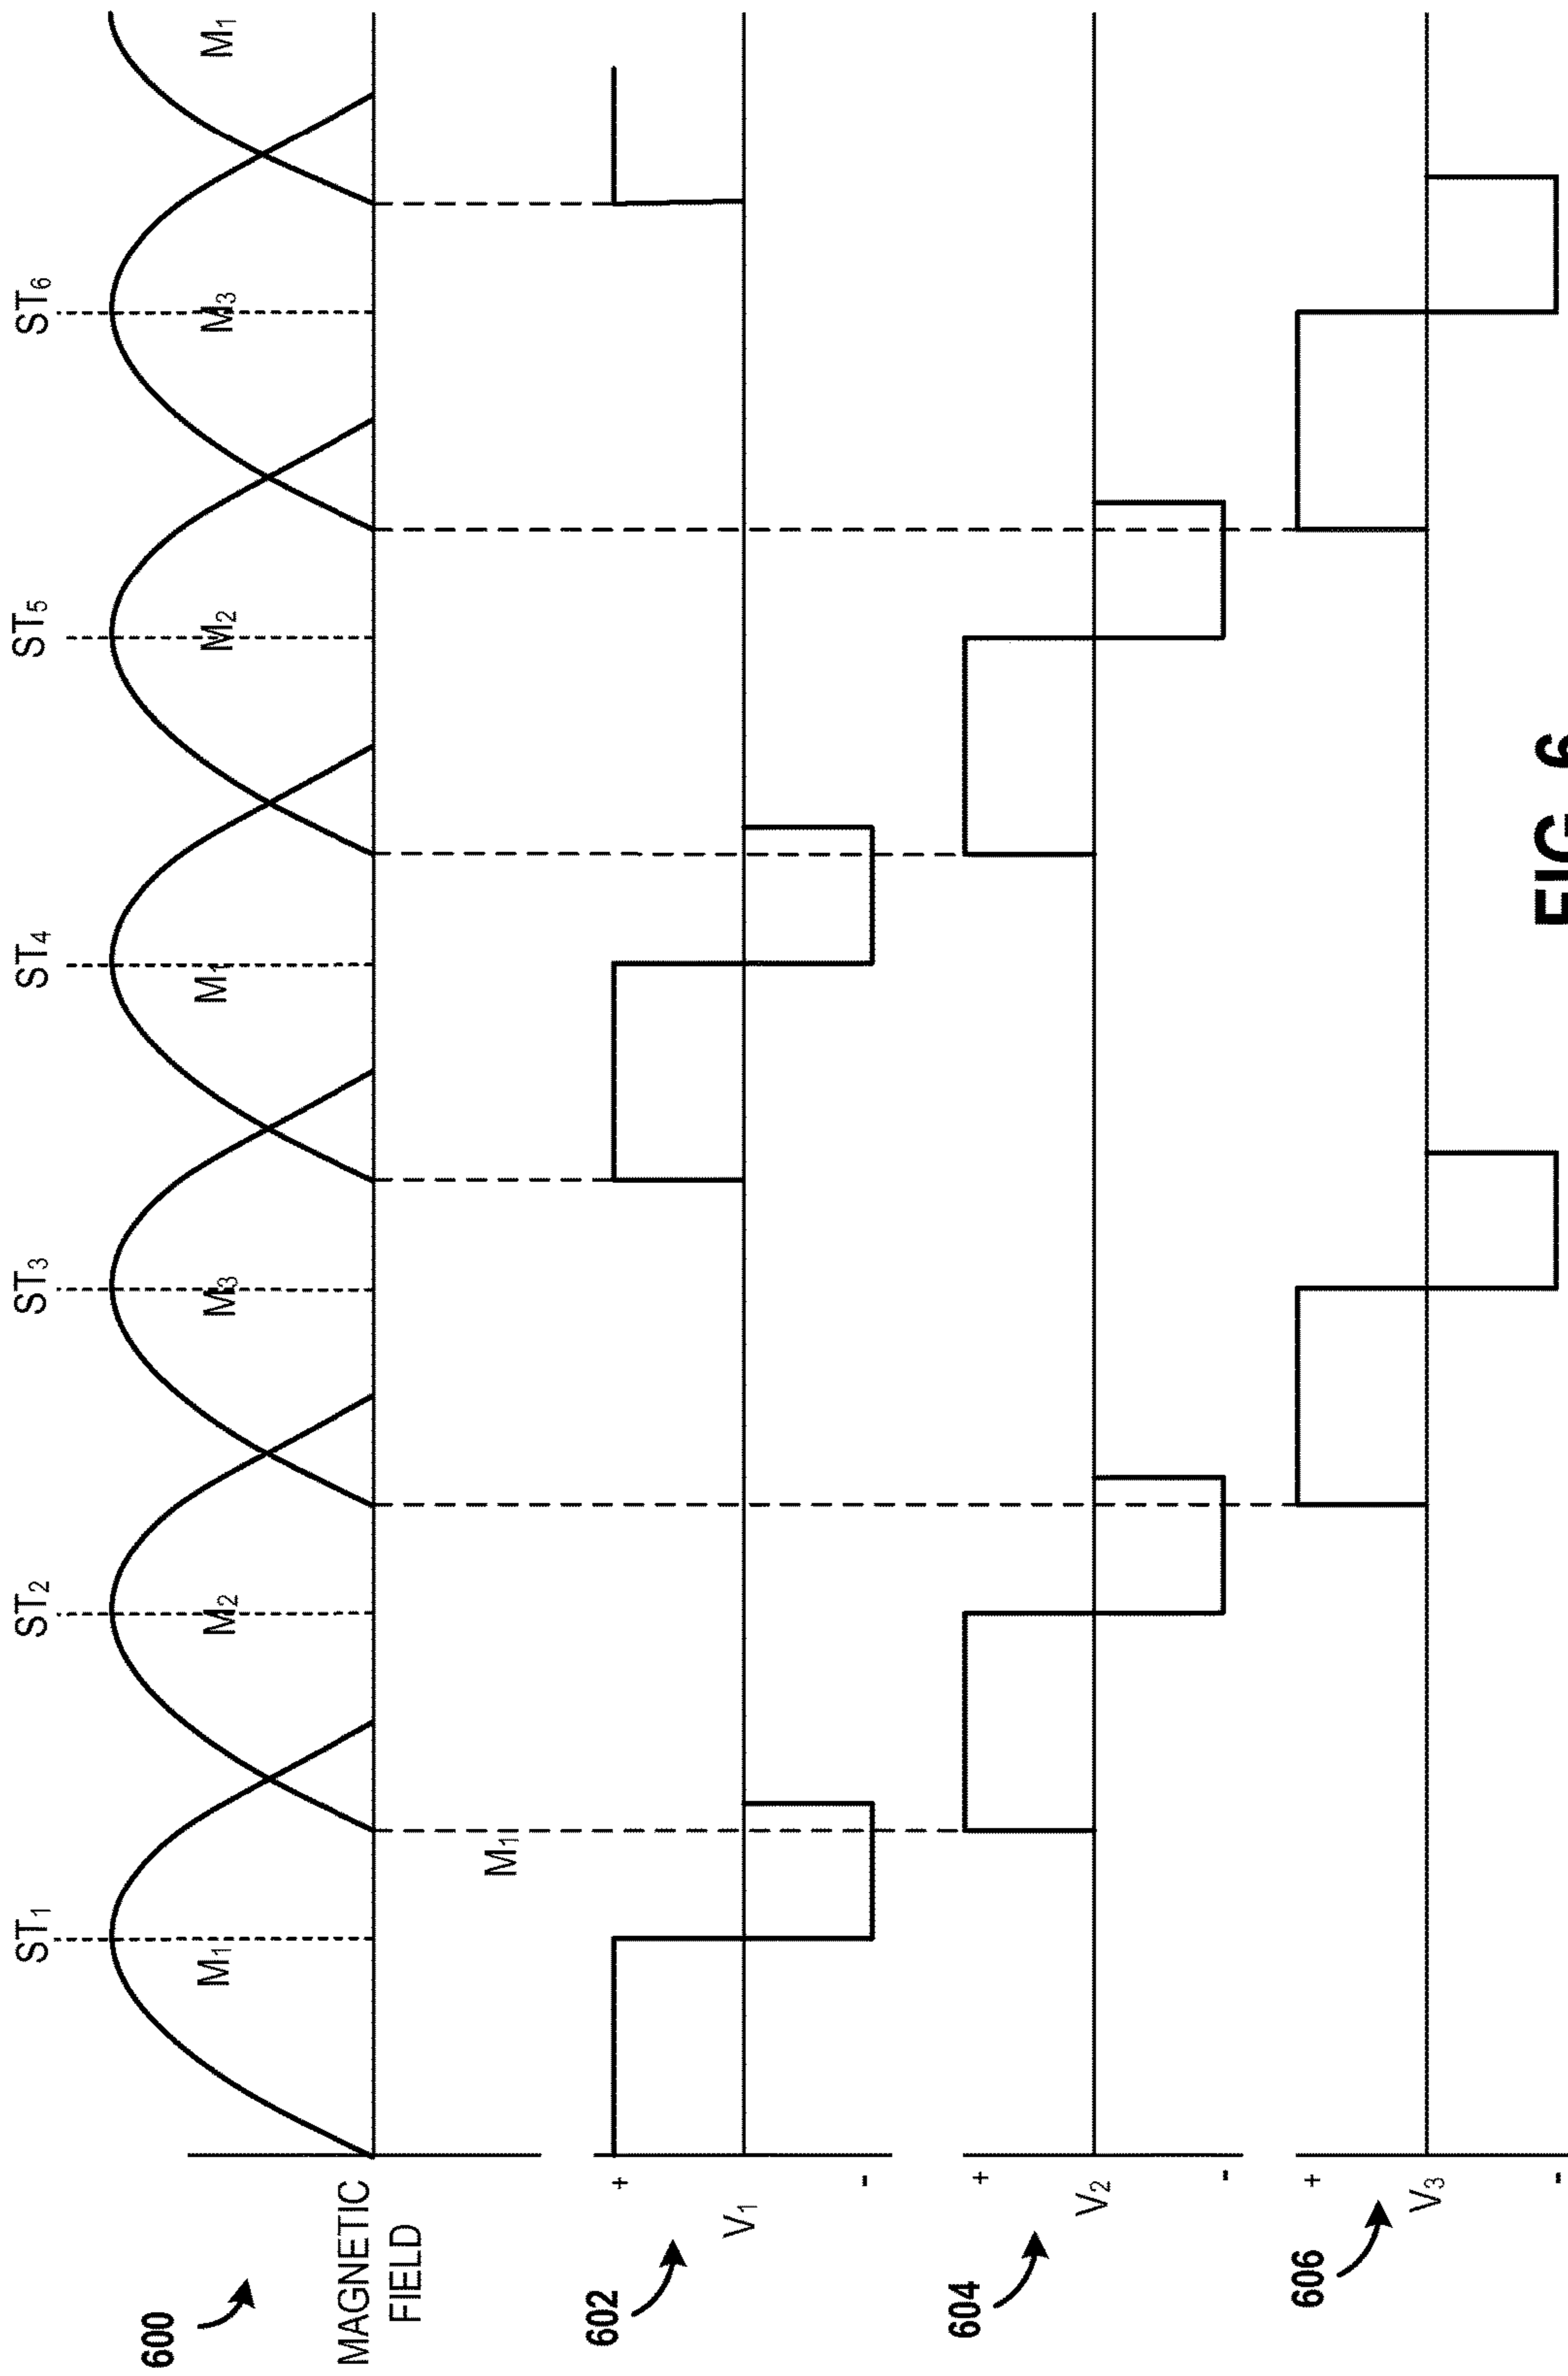 ST₁ ST₂ ST₃ ST₄ ST₅ ST₆
600
M₁ M₂ M₃ M₁ M₂ M₃ M₁
MAGNETIC
FIELD
M₁
602
+
V₁
-
604
+
V₂
-
606
+
V₃
-
FIG. 6